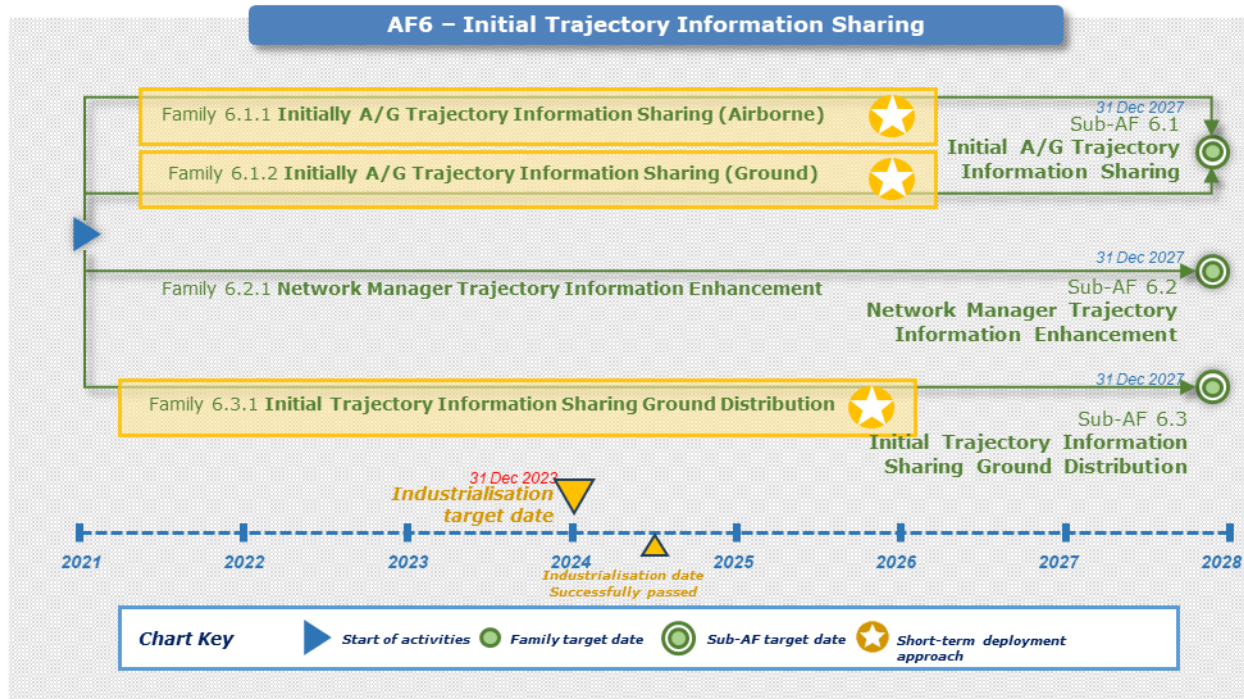 AF6 – Initial Trajectory Information Sharing
Family 6.1.1 Initially A/G Trajectory Information Sharing (Airborne)
31 Dec 2027
Sub-AF 6.1
Initial A/G Trajectory
Information Sharing
Family 6.1.2 Initially A/G Trajectory Information Sharing (Ground)
31 Dec 2027
Family 6.2.1 Network Manager Trajectory Information Enhancement
Sub-AF 6.2
Network Manager Trajectory
Information Enhancement
31 Dec 2027
Family 6.3.1 Initial Trajectory Information Sharing Ground Distribution
Sub-AF 6.3
Initial Trajectory Information
Sharing Ground Distribution
31 Dec 2023
Industrialisation
target date
2021 2022 2023 2024 2025 2026 2027 2028
Industrialisation date
Successfully passed
Chart Key
Start of activities
Family target date
Sub-AF target date
Short-term deployment
approach